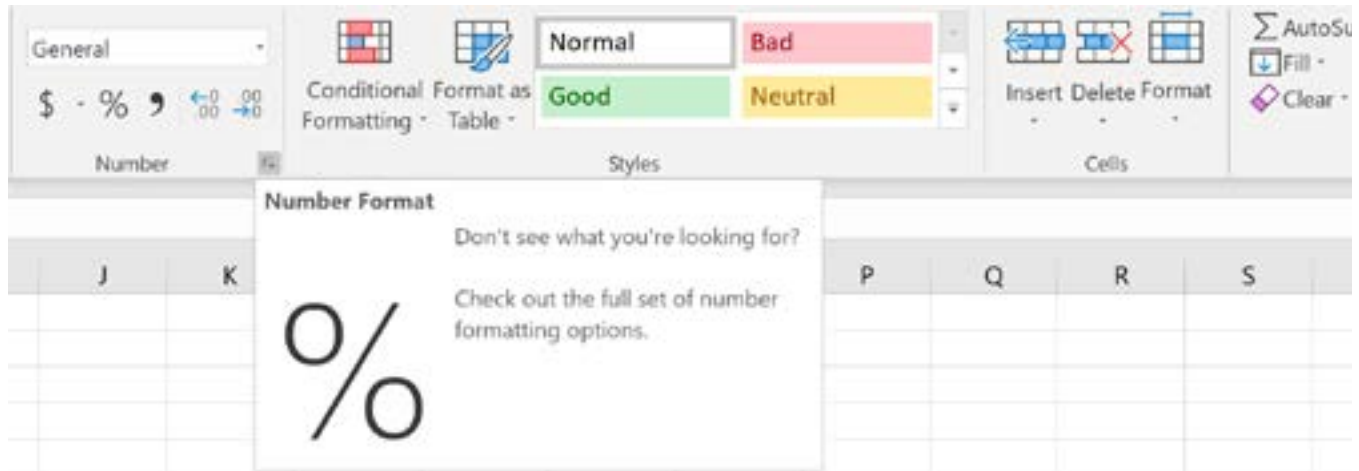 General
$ % ,
←0 .00
.00 →0
Number
Conditional Formatting
Format as Table
Normal
Bad
Good
Neutral
Styles
Insert
Delete
Format
Cells
∑ AutoSu
Fill
Clear
Number Format
Don't see what you're looking for?
Check out the full set of number
formatting options.
%
J
K
P
Q
R
S